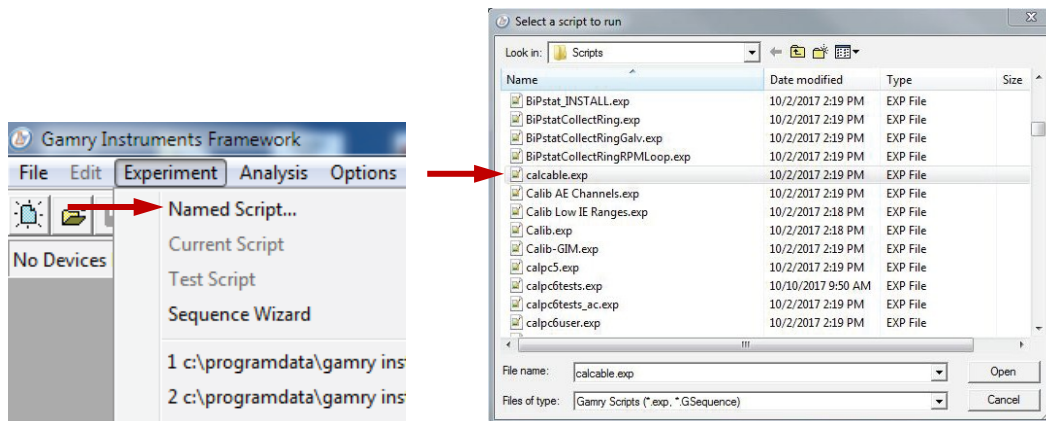 Gamry Instruments Framework
File Edit Experiment Analysis Options
Named Script...
No Devices
Current Script
Test Script
Sequence Wizard
1 c:\programdata\gamry ins
2 c:\programdata\gamry ins
Select a script to run
Look in: Scripts
Name Date modified Type Size
BiPstat_INSTALL.exp 10/2/2017 2:19 PM EXP File
BiPstatCollectRing.exp 10/2/2017 2:19 PM EXP File
BiPstatCollectRingGalv.exp 10/2/2017 2:19 PM EXP File
BiPstatCollectRingRPMLoop.exp 10/2/2017 2:19 PM EXP File
calcable.exp 10/2/2017 2:19 PM EXP File
Calib AE Channels.exp 10/2/2017 2:19 PM EXP File
Calib Low IE Ranges.exp 10/2/2017 2:18 PM EXP File
Calib.exp 10/2/2017 2:18 PM EXP File
Calib-GIM.exp 10/2/2017 2:19 PM EXP File
calpc5.exp 10/2/2017 2:19 PM EXP File
calpc6tests.exp 10/10/2017 9:50 AM EXP File
calpc6tests_ac.exp 10/2/2017 2:19 PM EXP File
calpc6user.exp 10/2/2017 2:19 PM EXP File
File name: calcable.exp Open
Files of type: Gamry Scripts (*.exp, *.GSequence) Cancel